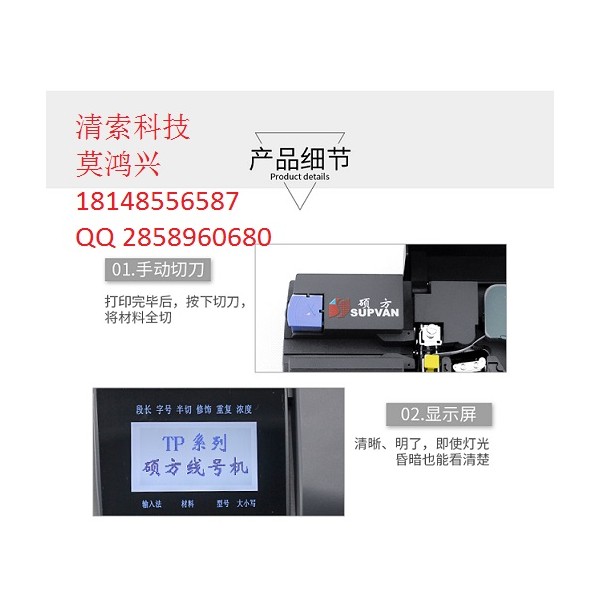 清索科技
莫鸿兴
18148556587
QQ 2858960680
产品细节
Product details
01.手动切刀
打印完毕后，按下切刀，
将材料全切
硕方
SUPVAN
段长 字号 半切 修饰 重复 浓度
TP 系列
硕方线号机
输入法 材料 型号 大小写
02.显示屏
清晰、明了，即使灯光
昏暗也能看清楚